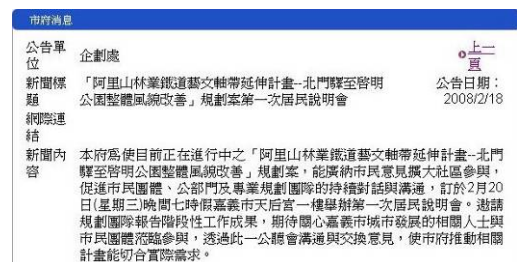 市府消息
公告單位 企劃處 上一頁
新聞標題 「阿里山林業鐵道藝文軸帶延伸計畫--北門驛至啓明 公告日期：
公園整體風貌改善」規劃案第一次居民說明會 2008/2/18
網際連結
新聞內容 本府為使目前正在進行中之「阿里山林業鐵道藝文軸帶延伸計畫--北門
驛至啓明公園整體風貌改善」規劃案，能廣納市民意見擴大社區參與，
促進市民團體、公部門及專業規劃團隊的持續對話與溝通，訂於2月20
日(星期三)晚間七時假嘉義市天后宮一樓舉辦第一次居民說明會。邀請
規劃團隊報告階段性工作成果，期待關心嘉義市城市發展的相關人士與
市民團體蒞臨參與，透過此一公聽會溝通與交換意見，使市府推動相關
計畫能切合實際需求。